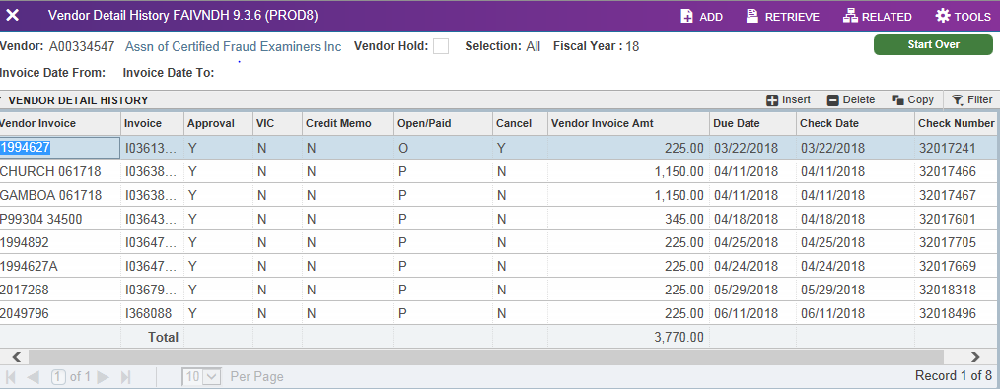 Vendor Detail History FAIVNDH 9.3.6 (PROD8) ADD RETRIEVE RELATED TOOLS
Vendor: A00334547 Assn of Certified Fraud Examiners Inc Vendor Hold: Selection: All Fiscal Year : 18 Start Over
Invoice Date From: Invoice Date To:
VENDOR DETAIL HISTORY Insert Delete Copy Filter
Vendor Invoice Invoice Approval VIC Credit Memo Open/Paid Cancel Vendor Invoice Amt Due Date Check Date Check Number
1994627 I03613... Y N N O Y 225.00 03/22/2018 03/22/2018 32017241
CHURCH 061718 I03638... Y N N P N 1,150.00 04/11/2018 04/11/2018 32017466
GAMBOA 061718 I03638... Y N N P N 1,150.00 04/11/2018 04/11/2018 32017467
P99304 34500 I03643... Y N N P N 345.00 04/18/2018 04/18/2018 32017601
1994892 I03647... Y N N P N 225.00 04/25/2018 04/25/2018 32017705
1994627A I03647... Y N N P N 225.00 04/24/2018 04/24/2018 32017669
2017268 I03679... Y N N P N 225.00 05/29/2018 05/29/2018 32018318
2049796 I368088 Y N N P N 225.00 06/11/2018 06/11/2018 32018496
Total 3,770.00
1 of 1 10 Per Page Record 1 of 8